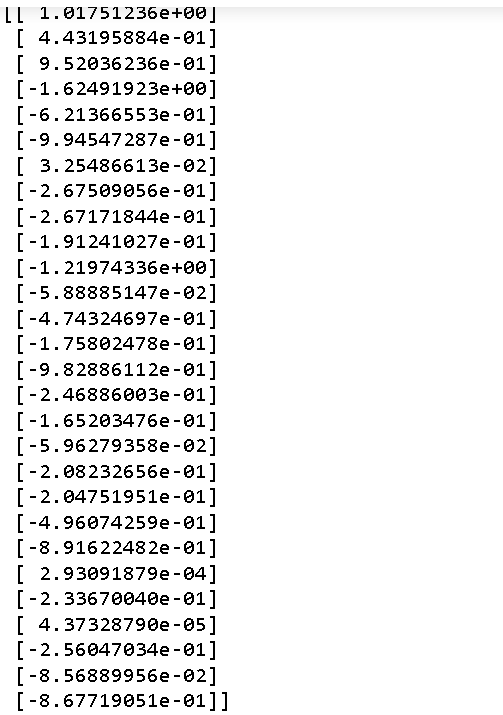 [[ 1.01751236e+00]
[ 4.43195884e-01]
[ 9.52036236e-01]
[-1.62491923e+00]
[-6.21366553e-01]
[-9.94547287e-01]
[ 3.25486613e-02]
[-2.67509056e-01]
[-2.67171844e-01]
[-1.91241027e-01]
[-1.21974336e+00]
[-5.88885147e-02]
[-4.74324697e-01]
[-1.75802478e-01]
[-9.82886112e-01]
[-2.46886003e-01]
[-1.65203476e-01]
[-5.96279358e-02]
[-2.08232656e-01]
[-2.04751951e-01]
[-4.96074259e-01]
[-8.91622482e-01]
[ 2.93091879e-04]
[-2.33670040e-01]
[ 4.37328790e-05]
[-2.56047034e-01]
[-8.56889956e-02]
[-8.67719051e-01]]